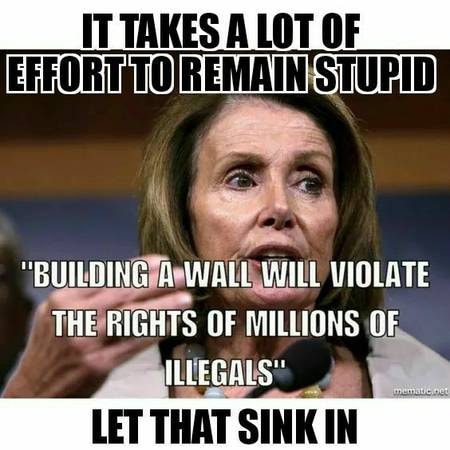 IT TAKES A LOT OF
EFFORT TO REMAIN STUPID
"BUILDING A WALL WILL VIOLATE
THE RIGHTS OF MILLIONS OF
ILLEGALS"
mematic.net
LET THAT SINK IN